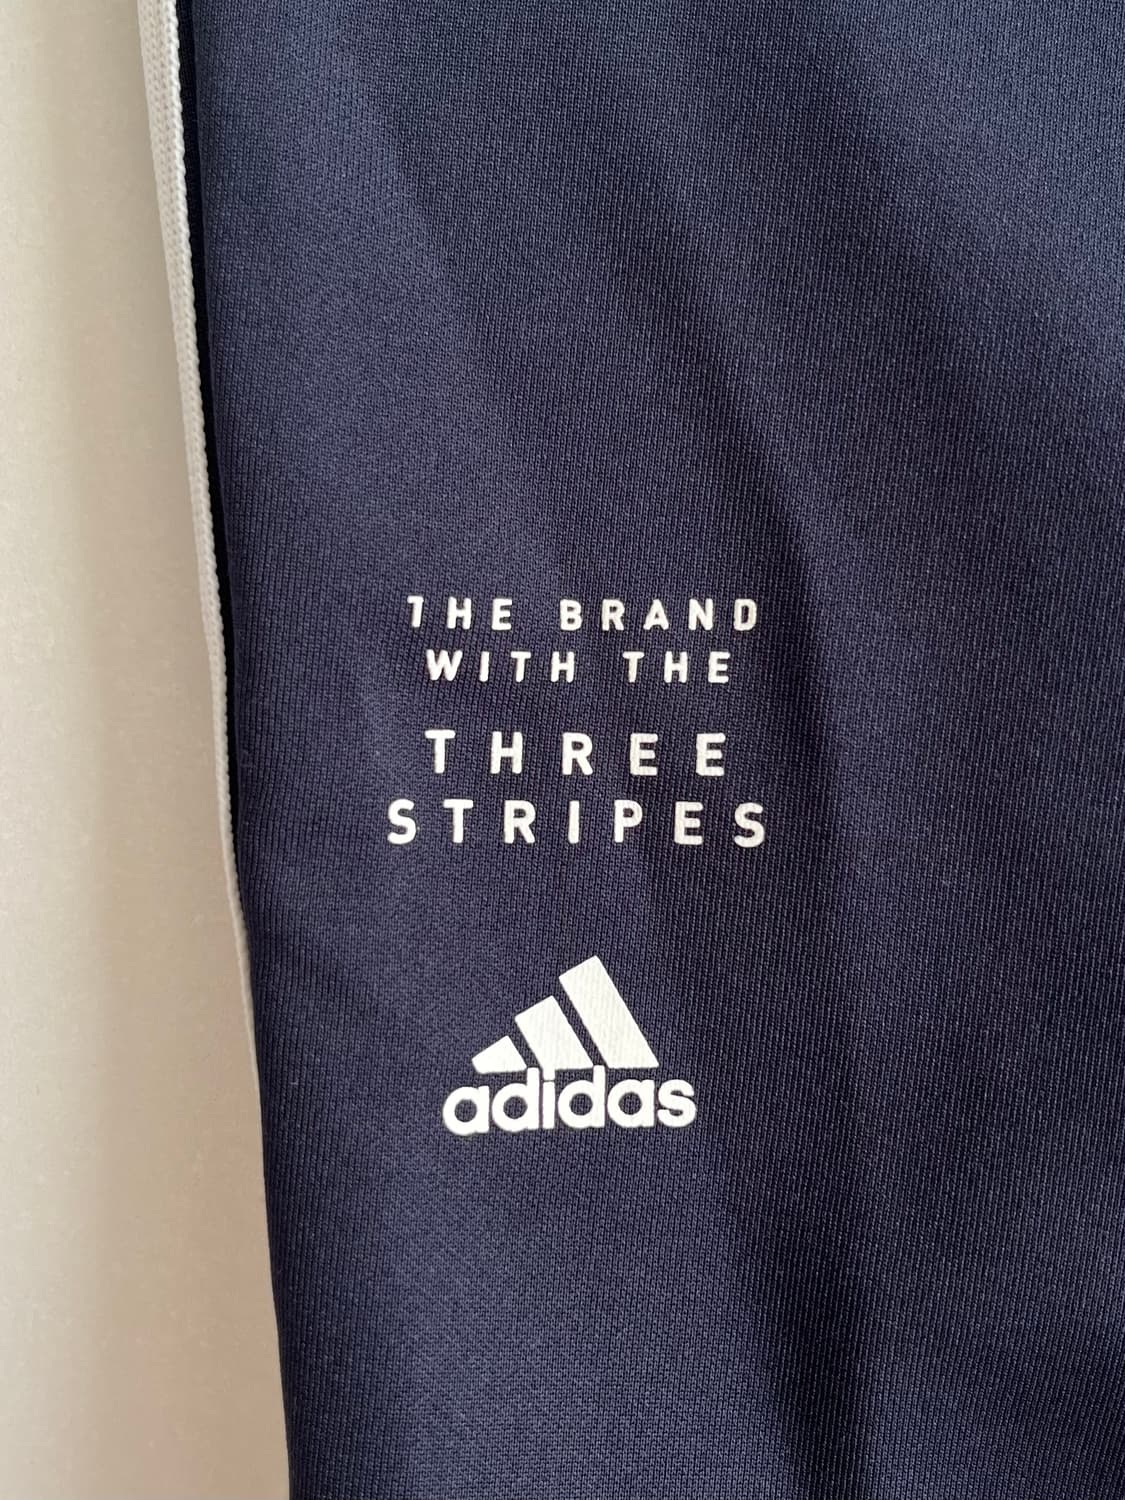 THE BRAND
WITH THE
THREE
STRIPES
adidas